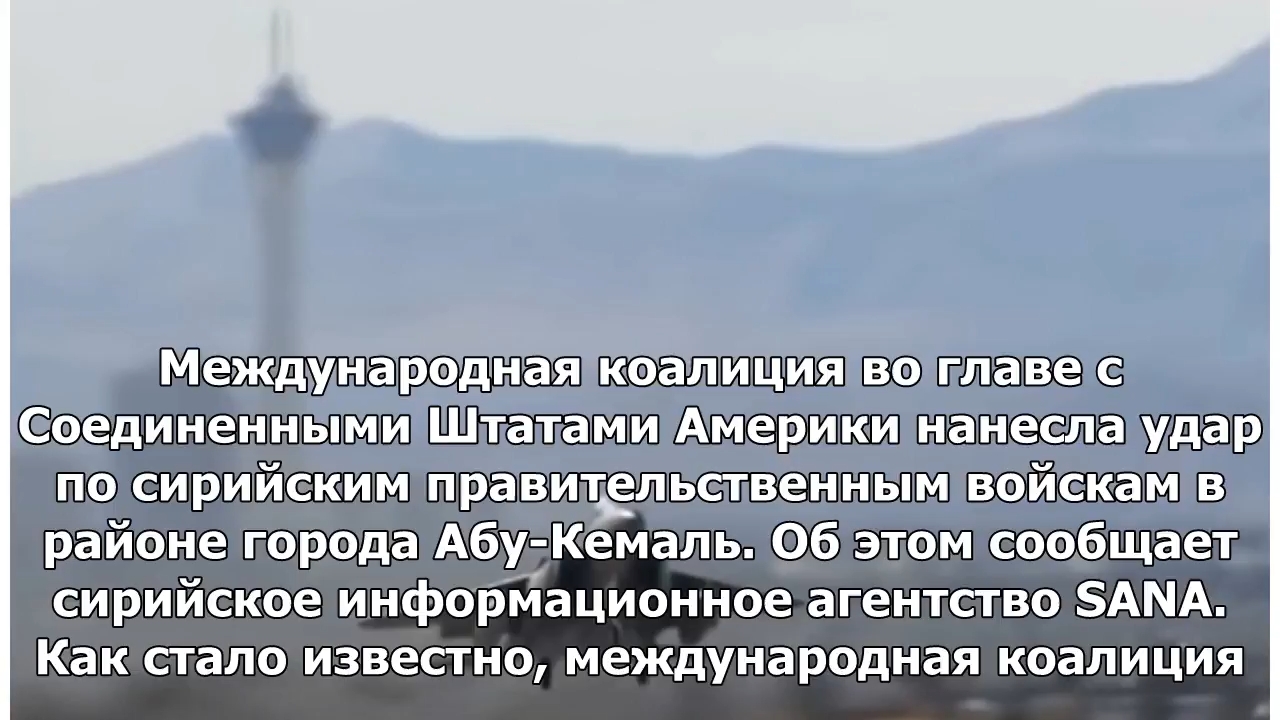 Международная коалиция во главе с
Соединенными Штатами Америки нанесла удар
по сирийским правительственным войскам в
районе города Абу-Кемаль. Об этом сообщает
сирийское информационное агентство SANA.
Как стало известно, международная коалиция